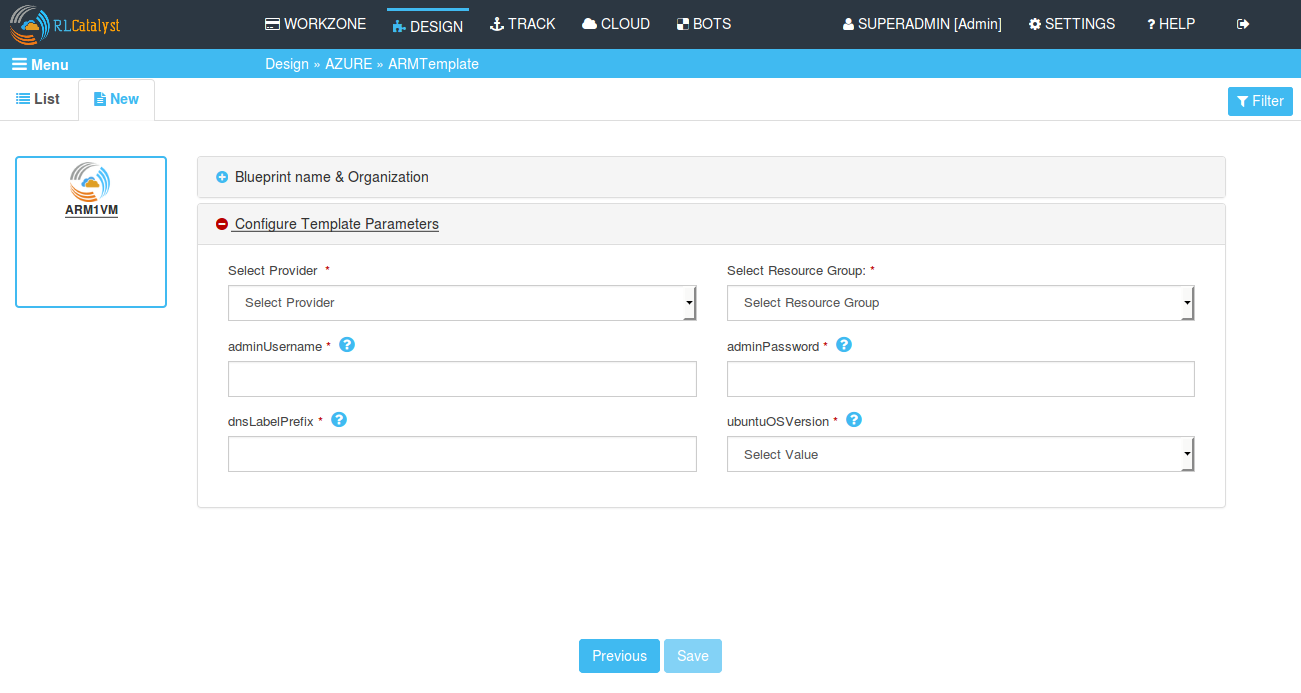 RLCatalyst WORKZONE DESIGN TRACK CLOUD BOTS SUPERADMIN [Admin] SETTINGS ? HELP
Menu Design » AZURE » ARMTemplate
List New Filter
ARM1VM
Blueprint name & Organization
Configure Template Parameters
Select Provider * Select Resource Group: *
Select Provider Select Resource Group
adminUsername * ? adminPassword * ?
dnsLabelPrefix * ? ubuntuOSVersion * ?
Select Value
Previous Save